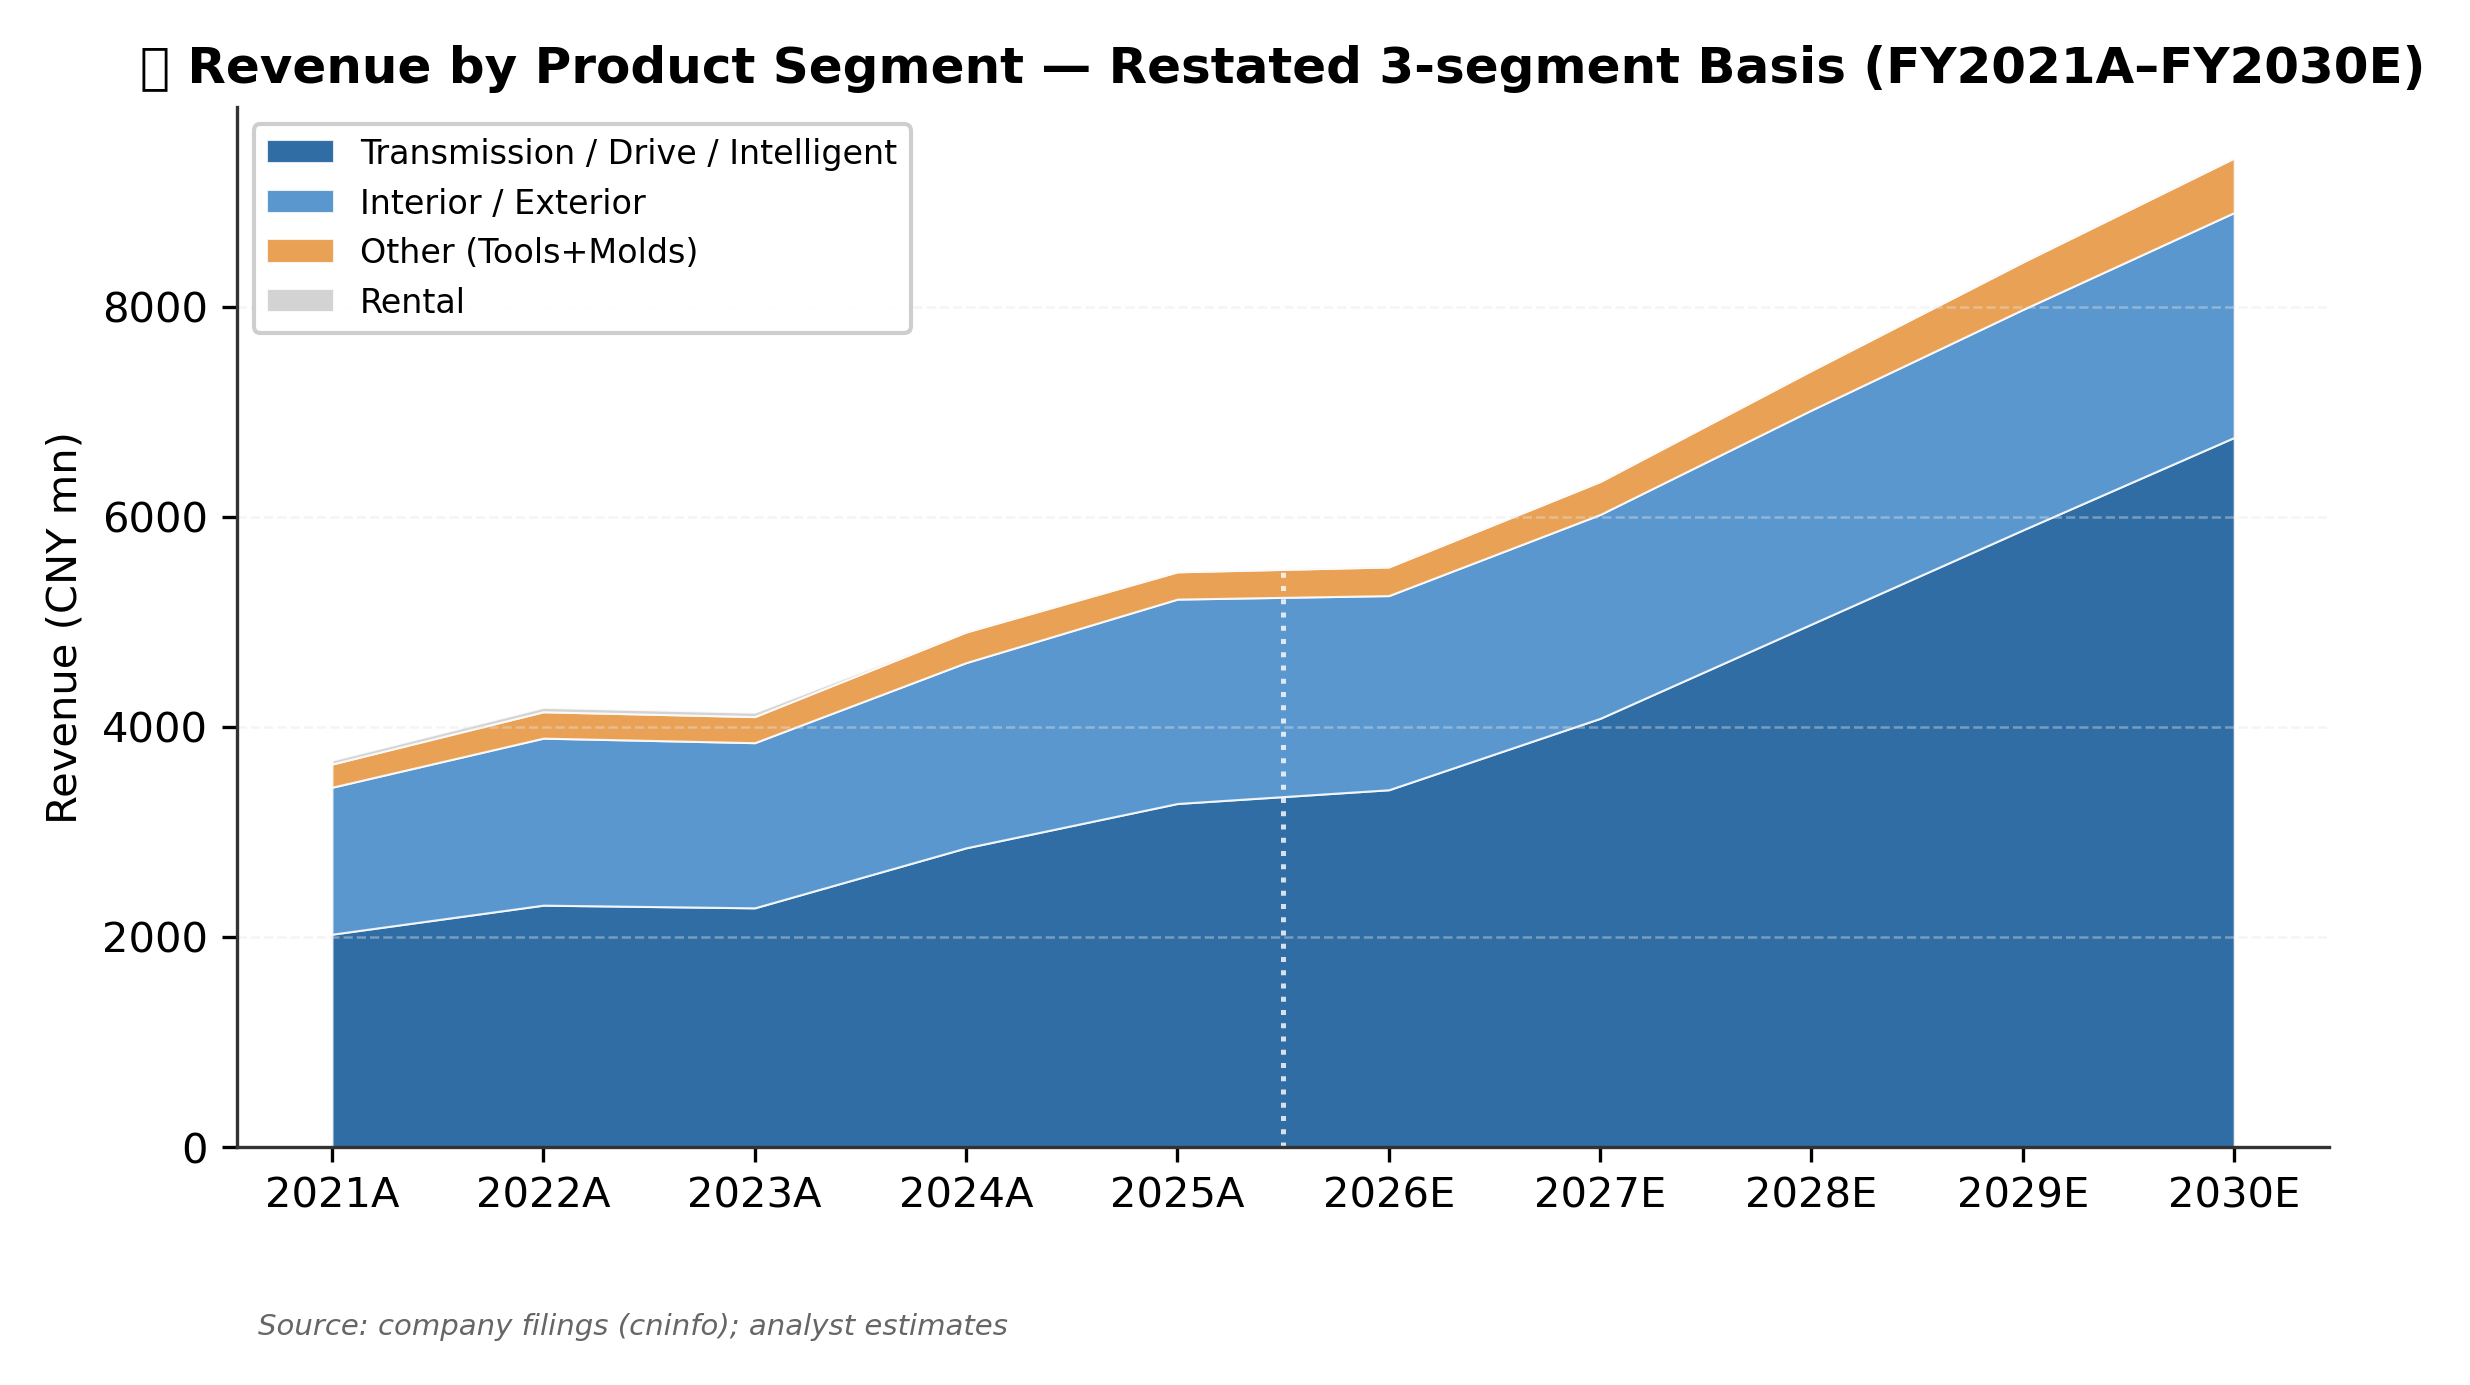 Revenue by Product Segment — Restated 3-segment Basis (FY2021A–FY2030E)
Transmission / Drive / Intelligent
Interior / Exterior
Other (Tools+Molds)
Rental
Revenue (CNY mn)
8000
6000
4000
2000
0
2021A 2022A 2023A 2024A 2025A 2026E 2027E 2028E 2029E 2030E
Source: company filings (cninfo); analyst estimates